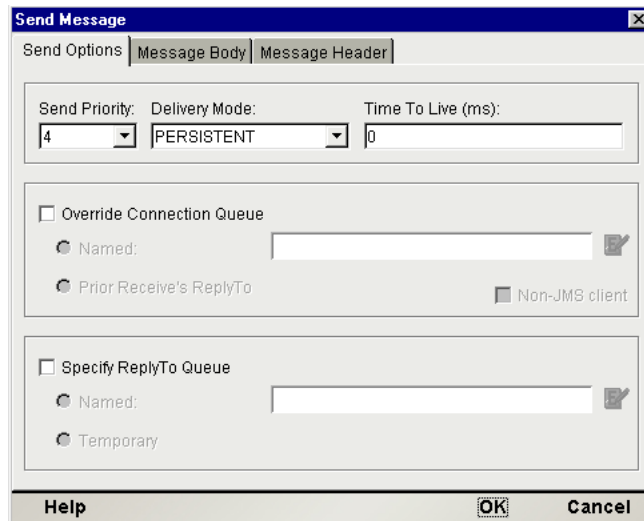 Send Message
Send Options Message Body Message Header
Send Priority: Delivery Mode: Time To Live (ms):
4 PERSISTENT 0
Override Connection Queue
Named:
Prior Receive's ReplyTo
Non-JMS client
Specify ReplyTo Queue
Named:
Temporary
Help OK Cancel